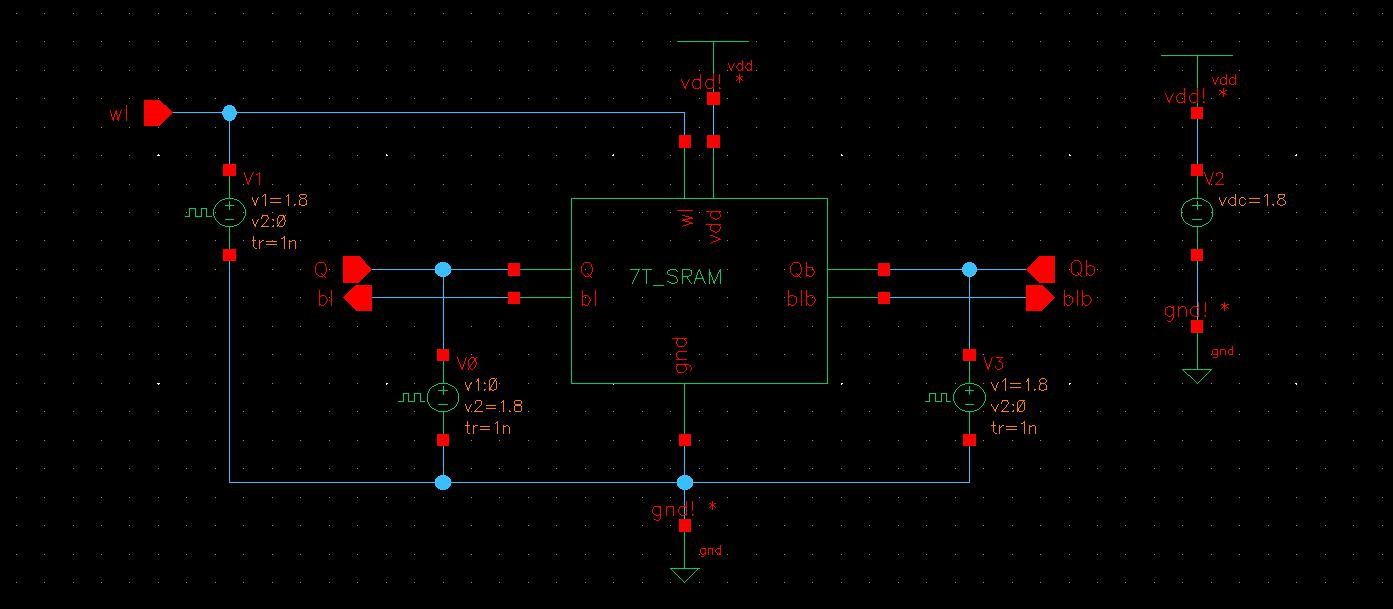 vdd
vdd! *
vdd
vdd! *
wl
V1
v1=1.8
v2:0
tr=1n
wl
vdd
V2
vdc=1.8
Q
Q
7T_SRAM
Qb
Qb
bl
bl
blb
blb
gnd! *
gnd
gnd
V0
v1:0
v2=1.8
tr=1n
V3
v1=1.8
v2:0
tr=1n
gnd! *
gnd